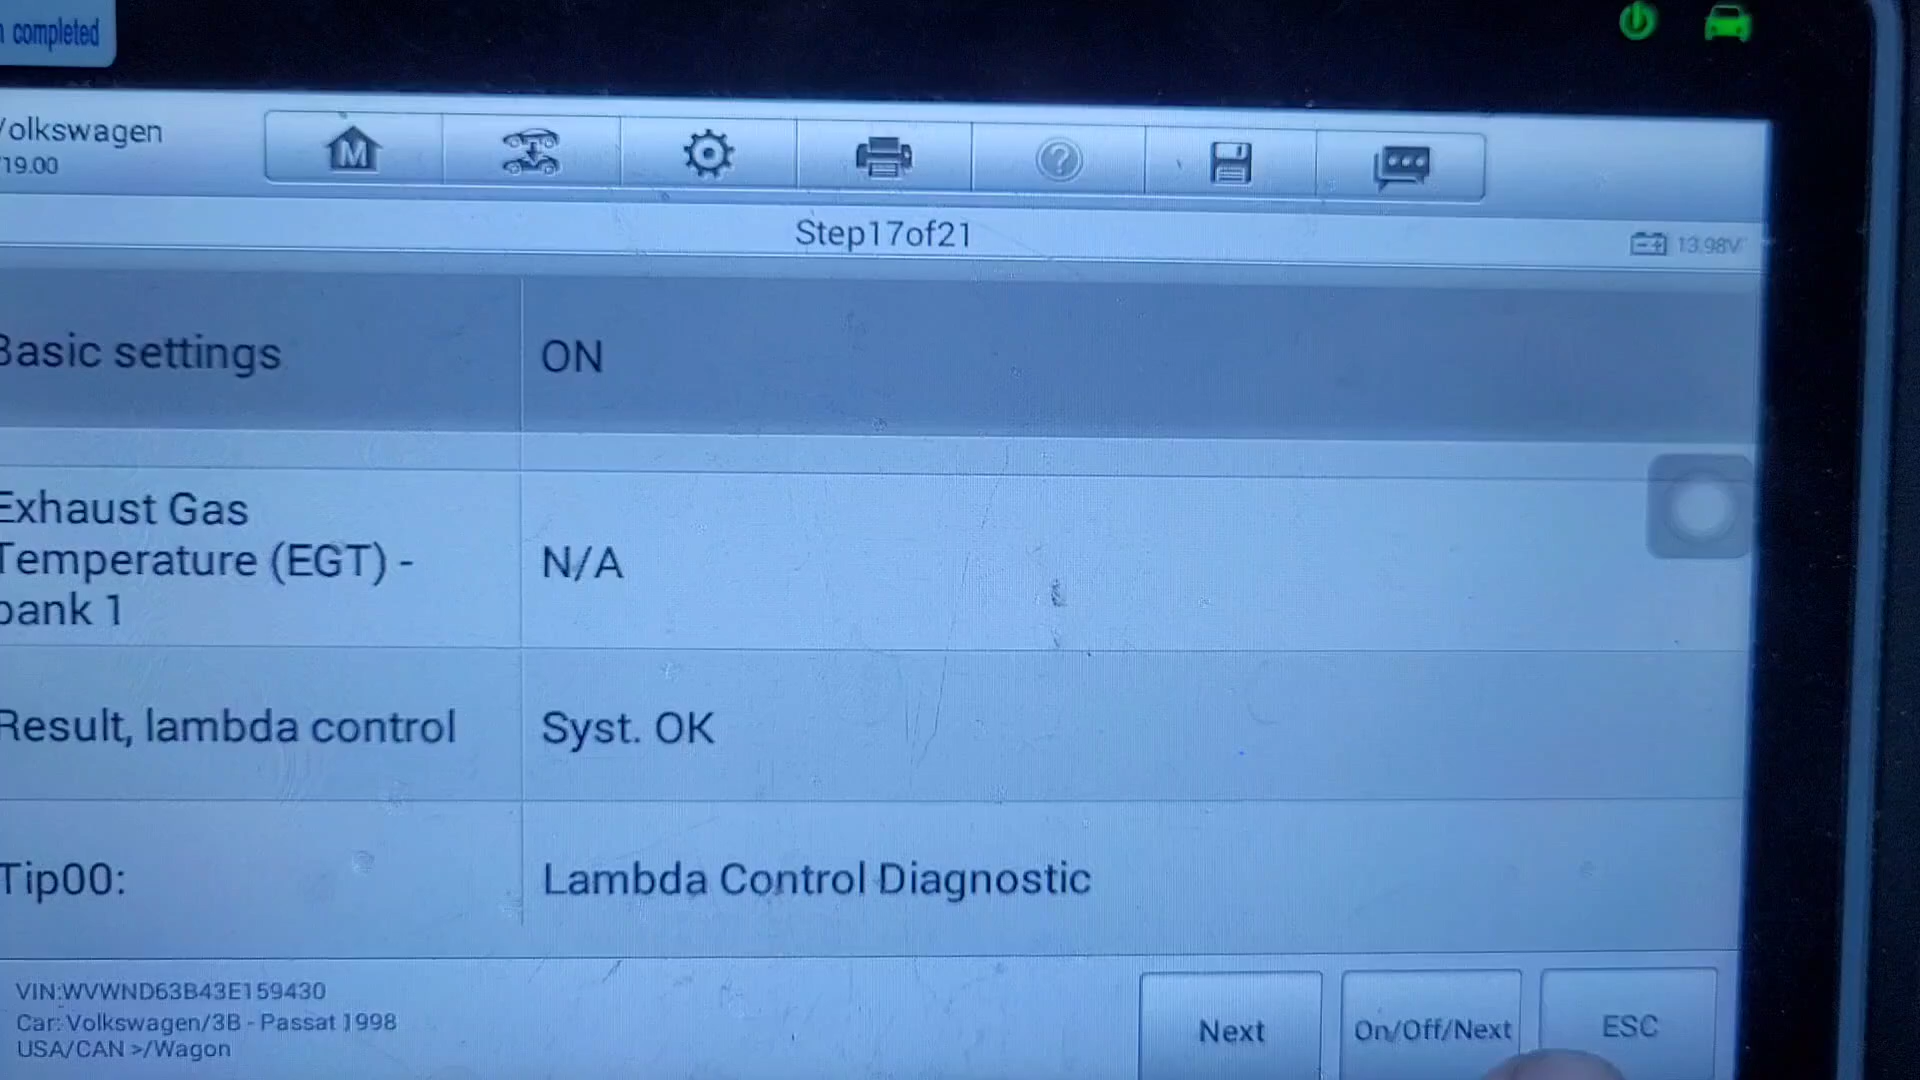 completed
Volkswagen
19.00
M
?
Step17of21
13.98V
Basic settings
ON
Exhaust Gas
Temperature (EGT) -
bank 1
N/A
Result, lambda control
Syst. OK
Tip00:
Lambda Control Diagnostic
VIN:WVWND63B43E159430
Car:Volkswagen/3B - Passat 1998
USA/CAN >/Wagon
Next
On/Off/Next
ESC